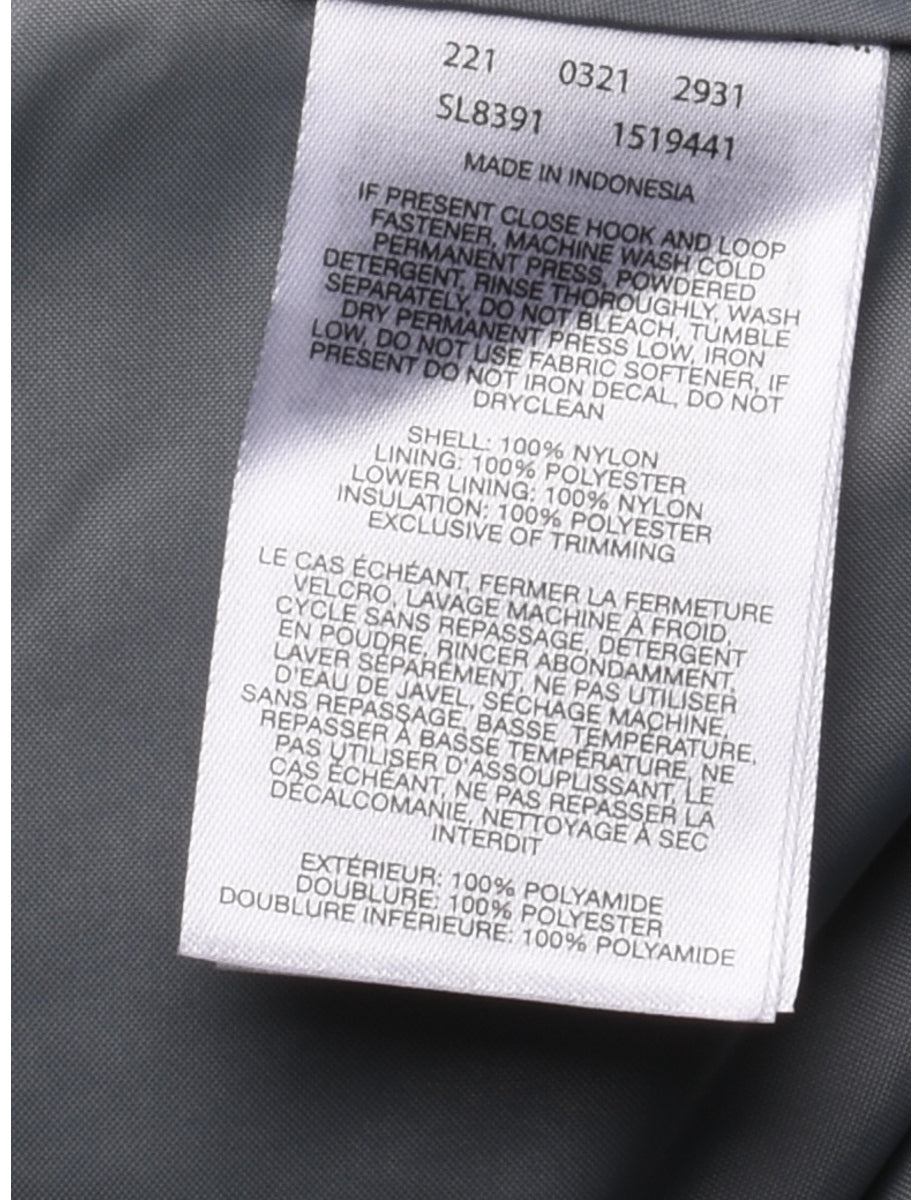 221 0321 2931
SL8391 1519441
MADE IN INDONESIA
IF PRESENT CLOSE HOOK AND LOOP
FASTENER, MACHINE WASH COLD
PERMANENT PRESS, POWDERED
DETERGENT, RINSE THOROUGHLY, WASH
SEPARATELY, DO NOT BLEACH, TUMBLE
DRY PERMANENT PRESS LOW, IRON
LOW, DO NOT USE FABRIC SOFTENER, IF
PRESENT DO NOT IRON DECAL, DO NOT
DRYCLEAN
SHELL: 100% NYLON
LINING: 100% POLYESTER
LOWER LINING: 100% NYLON
INSULATION: 100% POLYESTER
EXCLUSIVE OF TRIMMING
LE CAS ÉCHÉANT, FERMER LA FERMETURE
VELCRO, LAVAGE MACHINE À FROID,
CYCLE SANS REPASSAGE, DÉTERGENT
EN POUDRE, RINCER ABONDAMMENT,
LAVER SÉPARÉMENT, NE PAS UTILISER
D'EAU DE JAVEL, SÉCHAGE MACHINE,
SANS REPASSAGE, BASSE TEMPÉRATURE,
REPASSER À BASSE TEMPÉRATURE, NE
PAS UTILISER D'ASSOUPLISSANT, LE
CAS ÉCHÉANT, NE PAS REPASSER LA
DÉCALCOMANIE, NETTOYAGE À SEC
INTERDIT
EXTÉRIEUR: 100% POLYAMIDE
DOUBLURE: 100% POLYESTER
DOUBLURE INFÉRIEURE: 100% POLYAMIDE